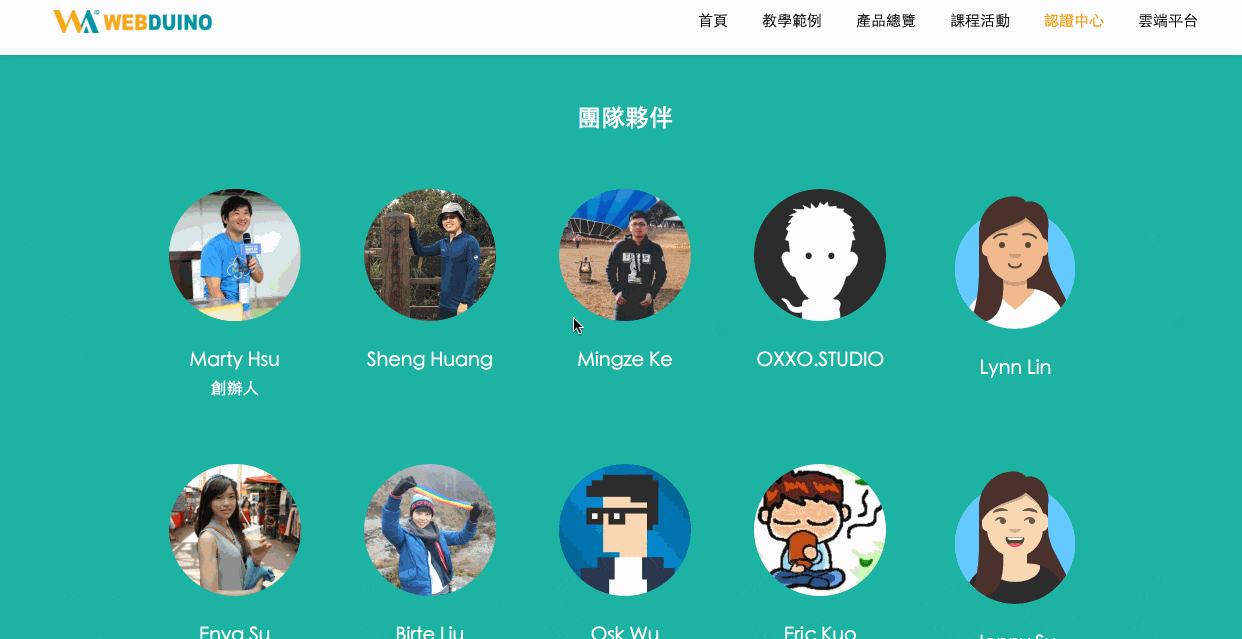 WEBDUINO
首頁 教學範例 產品總覽 課程活動 認證中心 雲端平台
團隊夥伴
Marty Hsu Sheng Huang Mingze Ke OXXO.STUDIO Lynn Lin
創辦人
Enya Su Birte Liu Osk Wu Eric Kuo